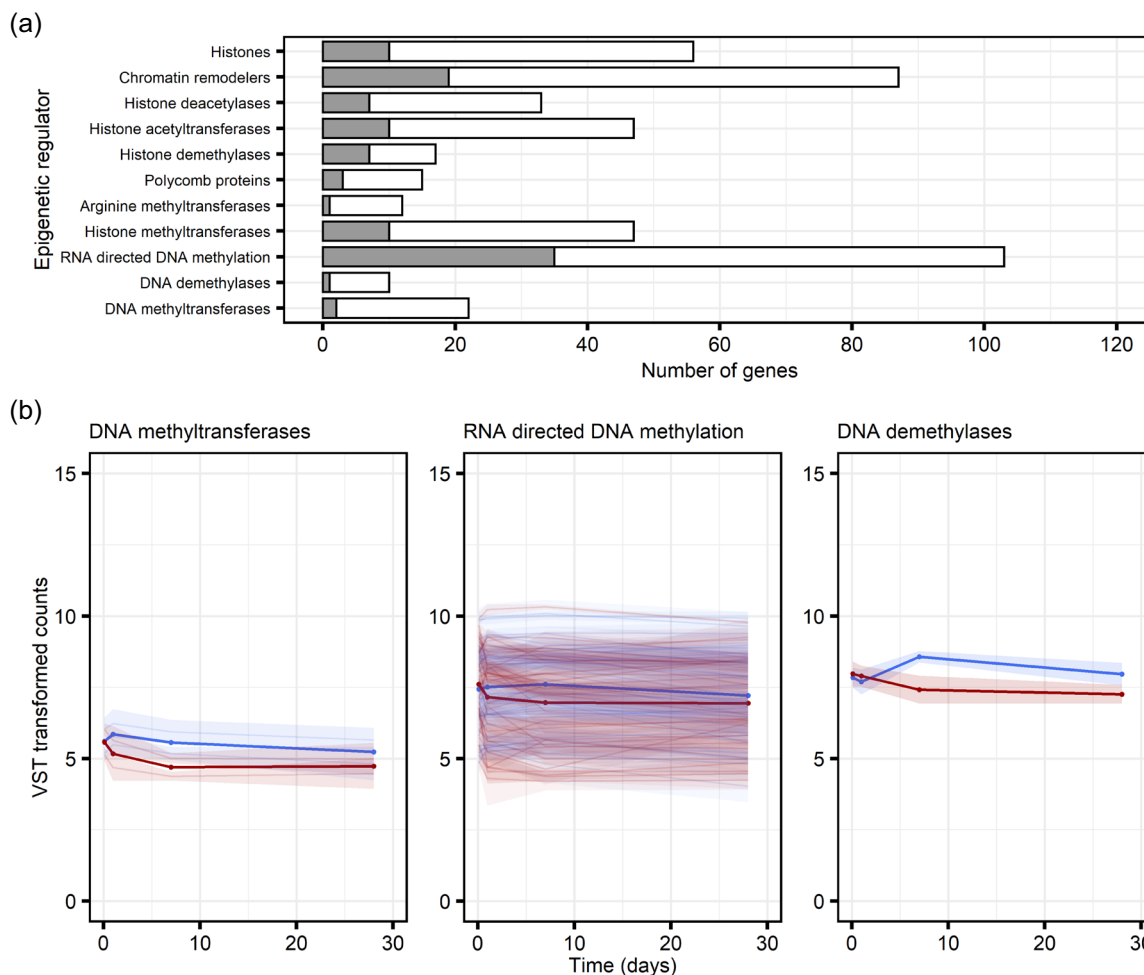 (a)
Epigenetic regulator
Histones
Chromatin remodelers
Histone deacetylases
Histone acetyltransferases
Histone demethylases
Polycomb proteins
Arginine methyltransferases
Histone methyltransferases
RNA directed DNA methylation
DNA demethylases
DNA methyltransferases
0 20 40 60 80 100 120
Number of genes
(b)
DNA methyltransferases RNA directed DNA methylation DNA demethylases
VST transformed counts
15 15 15
10 10 10
5 5 5
0 0 0
0 10 20 30 0 10 20 30 0 10 20 30
Time (days)